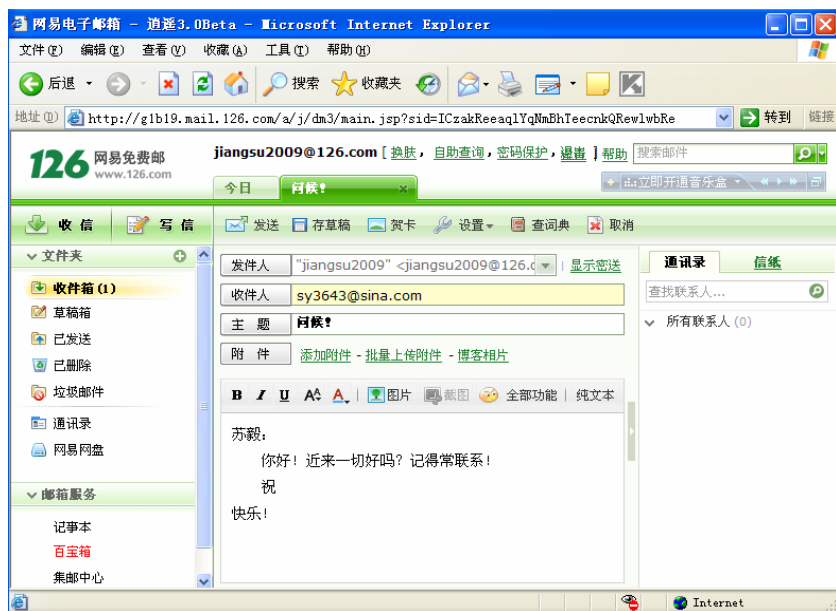 网易电子邮箱 - 逍遥3.0Beta - Microsoft Internet Explorer
文件(F) 编辑(E) 查看(V) 收藏(A) 工具(T) 帮助(H)
后退 搜索 收藏夹
地址(D) http://g1b19.mail.126.com/a/j/dm3/main.jsp?sid=ICzakReeaqlYqNmBhTeecnkQRewlwbRe 转到 链接
126 网易免费邮 www.126.com
jiangsu2009@126.com [ 换肤, 自助查询, 密码保护, ] 帮助 搜索邮件
今日 问候! × 立即开通音乐盒
收信 写信 发送 存草稿 贺卡 设置 查词典 取消
文件夹
收件箱 (1)
草稿箱
已发送
已删除
垃圾邮件
通讯录
网易网盘
邮箱服务
记事本
百宝箱
集邮中心
发件人 "jiangsu2009" <jiangsu2009@126.c 显示密送
收件人 sy3643@sina.com
主 题 问候!
附 件 添加附件 - 批量上传附件 - 博客相片
B I U A A 图片 截图 全部功能 纯文本
苏毅:
你好! 近来一切好吗? 记得常联系!
祝
快乐!
通讯录 信纸
查找联系人...
所有联系人 (0)
Internet